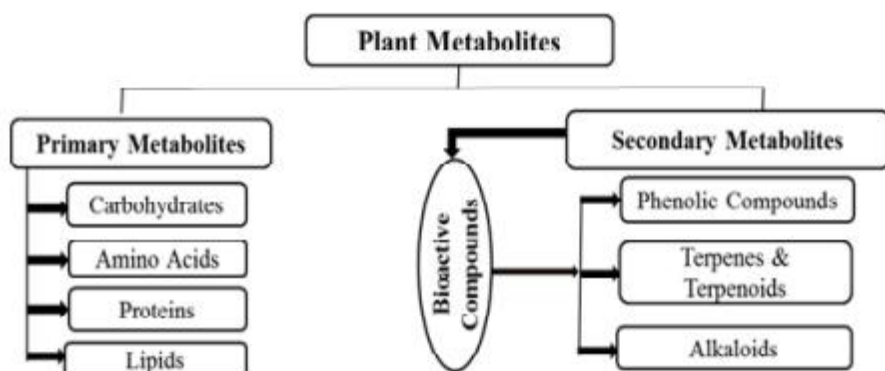 Plant Metabolites
Primary Metabolites
Carbohydrates
Amino Acids
Proteins
Lipids
Secondary Metabolites
Bioactive
Compounds
Phenolic Compounds
Terpenes &
Terpenoids
Alkaloids